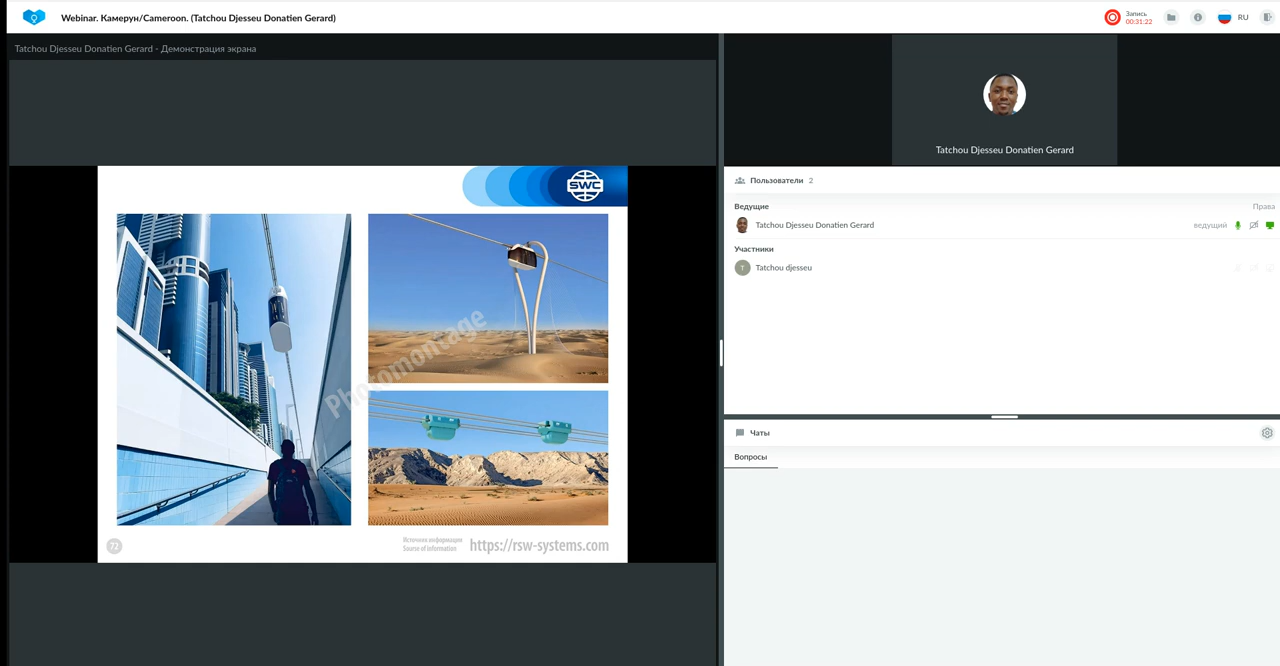 Webinar. Камерун/Cameroon. (Tatchou Djesseu Donatien Gerard)
Запись
00:31:22
RU
Tatchou Djesseu Donatien Gerard - Демонстрация экрана
Tatchou Djesseu Donatien Gerard
Пользователи 2
Ведущие Права
Tatchou Djesseu Donatien Gerard ведущий
Участники
T Tatchou djesseu
SWC
Photomontage
72
Источник информации
Sourse of information
https://rsw-systems.com
Чаты
Вопросы